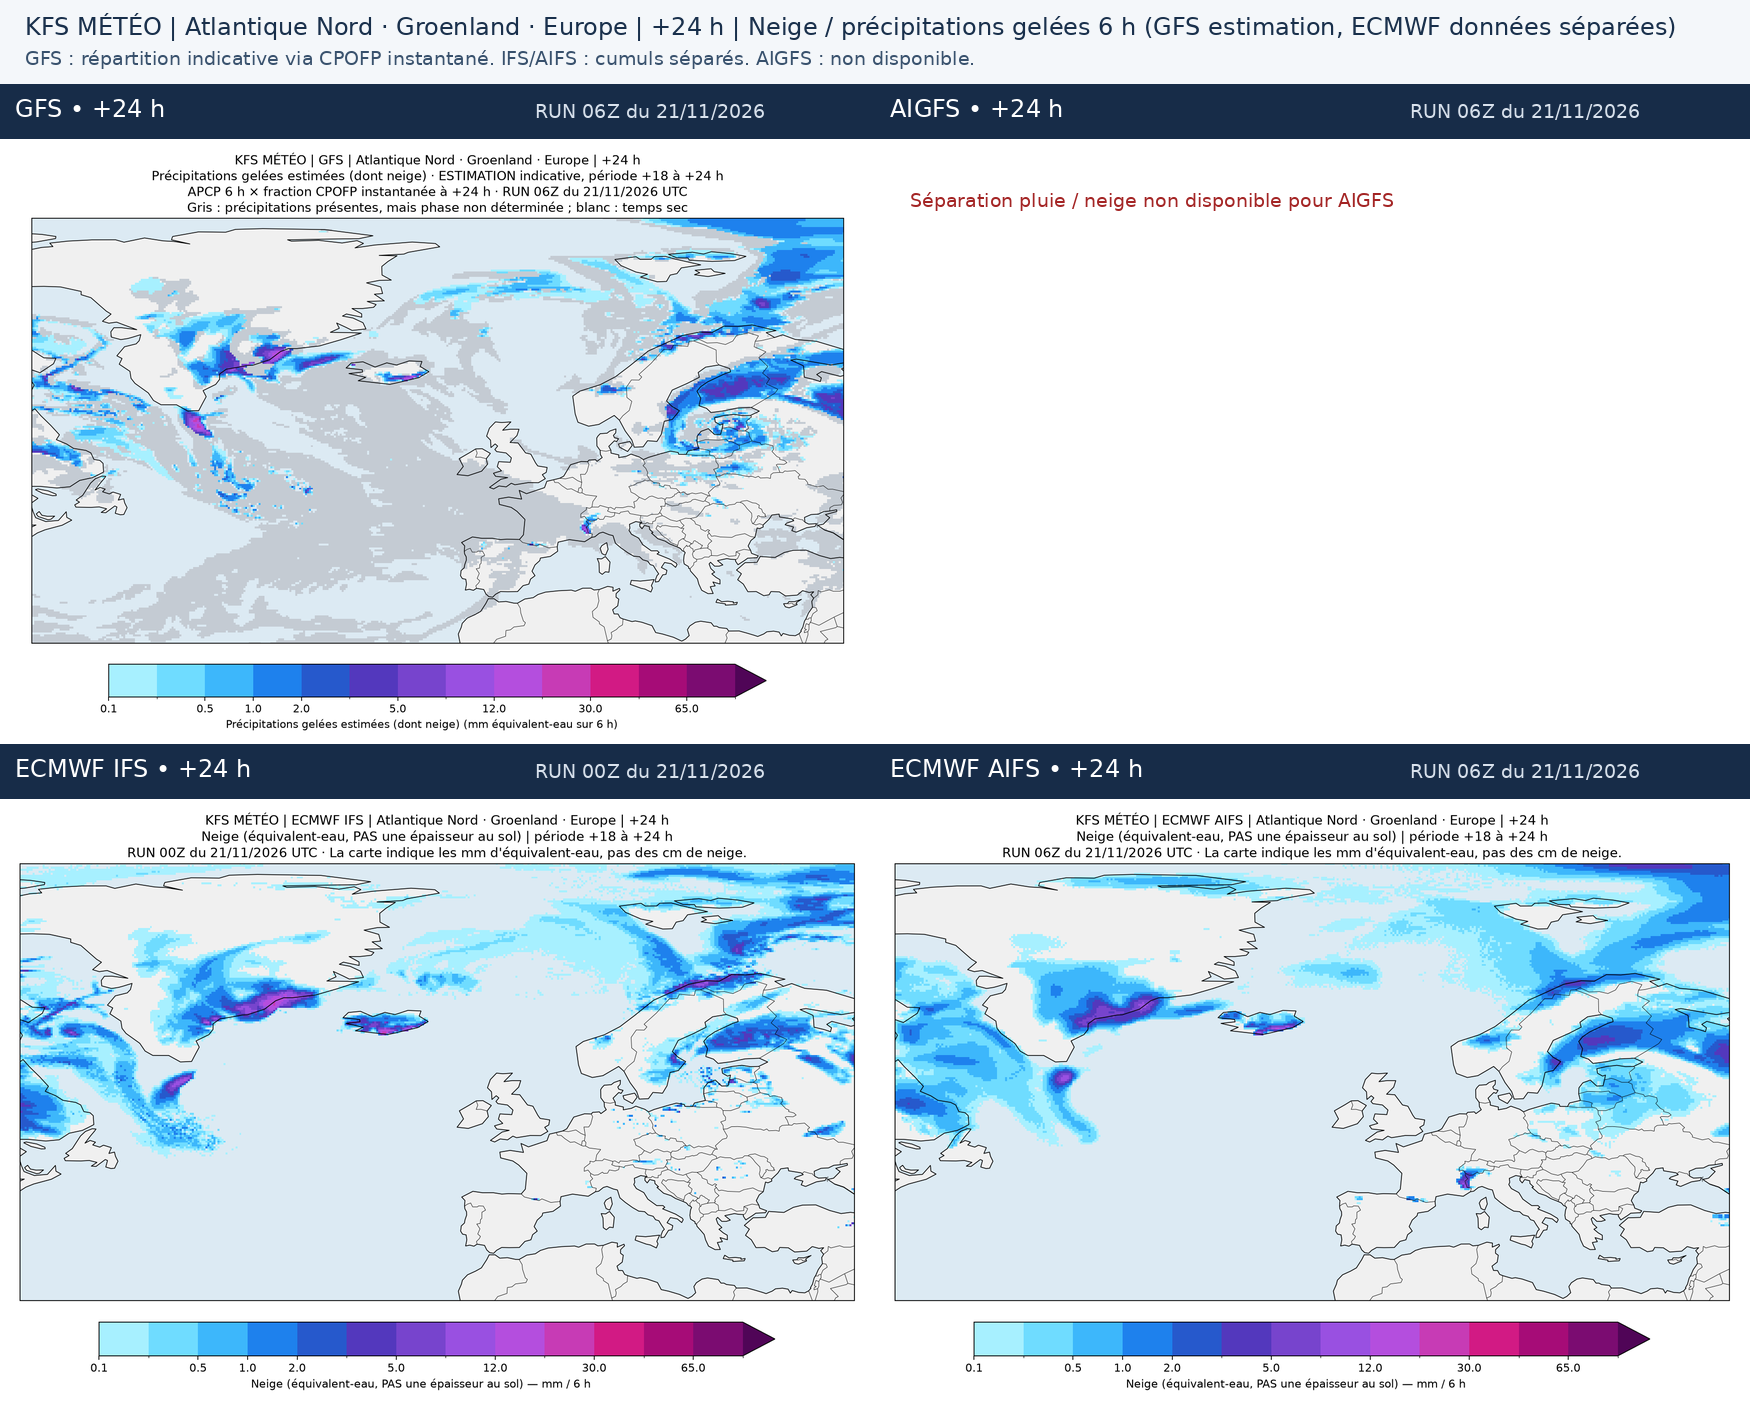 KFS MÉTÉO | Atlantique Nord · Groenland · Europe | +24 h | Neige / précipitations gelées 6 h (GFS estimation, ECMWF données séparées)
GFS : répartition indicative via CPOFP instantané. IFS/AIFS : cumuls séparés. AIGFS : non disponible.
GFS • +24 h
RUN 06Z du 21/11/2026
AIGFS • +24 h
RUN 06Z du 21/11/2026
KFS MÉTÉO | GFS | Atlantique Nord · Groenland · Europe | +24 h
Précipitations gelées estimées (dont neige) · ESTIMATION indicative, période +18 à +24 h
APCP 6 h × fraction CPOFP instantanée à +24 h · RUN 06Z du 21/11/2026 UTC
Gris : précipitations présentes, mais phase non déterminée ; blanc : temps sec
Séparation pluie / neige non disponible pour AIGFS
0.1 0.5 1.0 2.0 5.0 12.0 30.0 65.0
Précipitations gelées estimées (dont neige) (mm équivalent-eau sur 6 h)
ECMWF IFS • +24 h
RUN 00Z du 21/11/2026
ECMWF AIFS • +24 h
RUN 06Z du 21/11/2026
KFS MÉTÉO | ECMWF IFS | Atlantique Nord · Groenland · Europe | +24 h
Neige (équivalent-eau, PAS une épaisseur au sol) | période +18 à +24 h
RUN 00Z du 21/11/2026 UTC · La carte indique les mm d'équivalent-eau, pas des cm de neige.
KFS MÉTÉO | ECMWF AIFS | Atlantique Nord · Groenland · Europe | +24 h
Neige (équivalent-eau, PAS une épaisseur au sol) | période +18 à +24 h
RUN 06Z du 21/11/2026 UTC · La carte indique les mm d'équivalent-eau, pas des cm de neige.
0.1 0.5 1.0 2.0 5.0 12.0 30.0 65.0
Neige (équivalent-eau, PAS une épaisseur au sol) — mm / 6 h
0.1 0.5 1.0 2.0 5.0 12.0 30.0 65.0
Neige (équivalent-eau, PAS une épaisseur au sol) — mm / 6 h